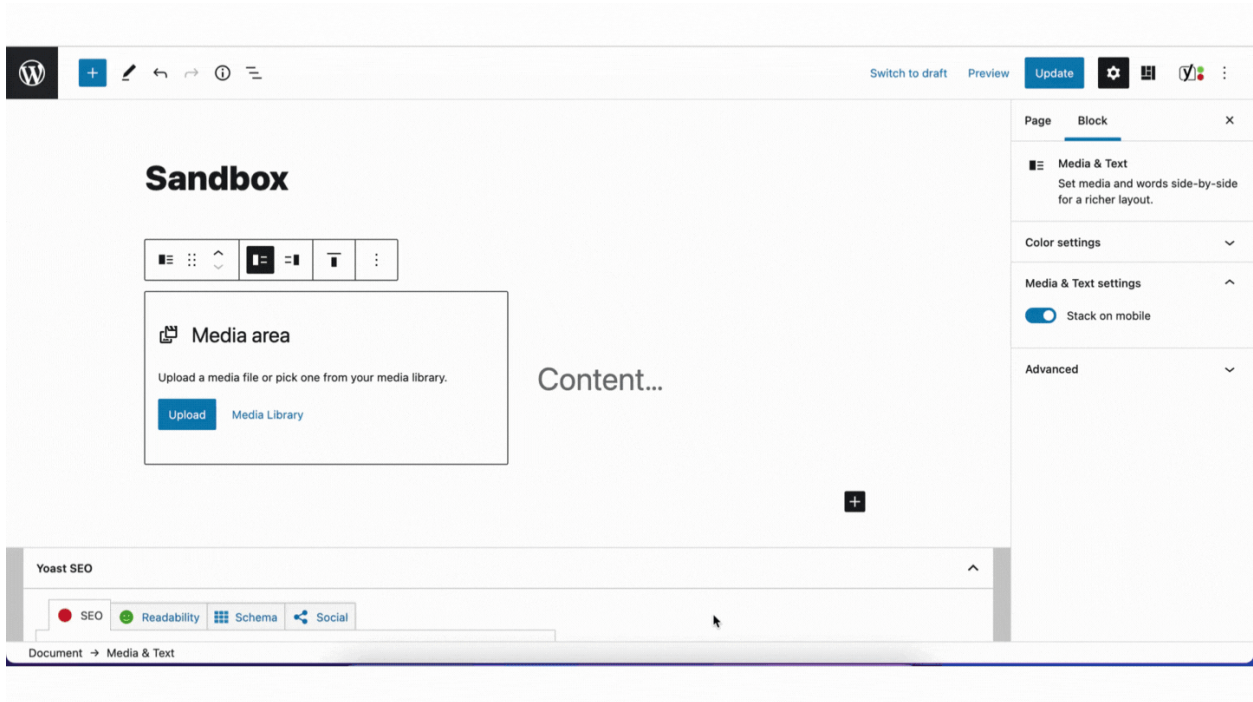 Switch to draft Preview Update
Page Block
Media & Text
Set media and words side-by-side
for a richer layout.
Color settings
Media & Text settings
Stack on mobile
Advanced
Sandbox
Media area
Upload a media file or pick one from your media library.
Upload Media Library
Content...
Yoast SEO
SEO Readability Schema Social
Document → Media & Text